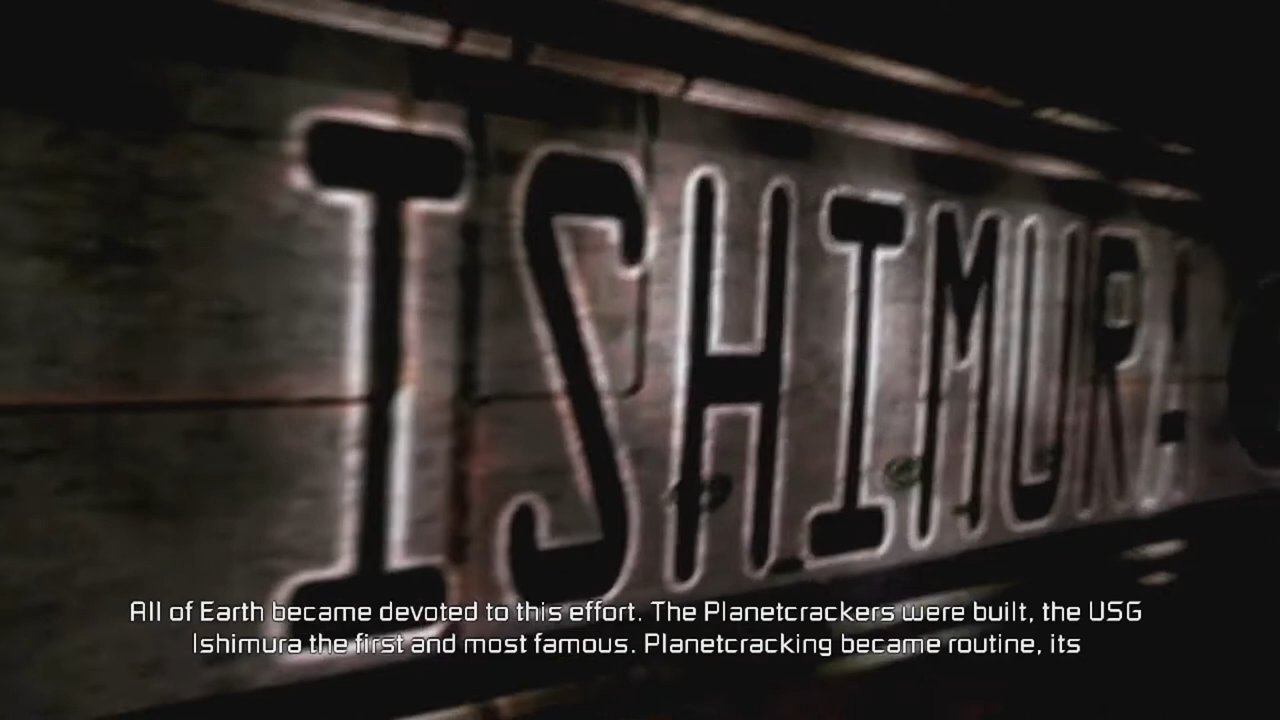 ISHIMURA
All of Earth became devoted to this effort. The Planetcrackers were built, the USG
Ishimura the first and most famous. Planetcracking became routine, its